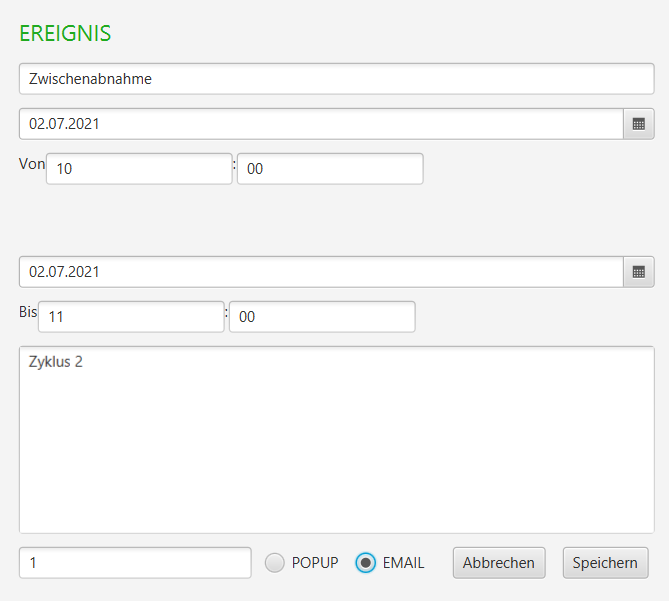 EREIGNIS
Zwischenabnahme
02.07.2021
Von 10 : 00
02.07.2021
Bis 11 : 00
Zyklus 2
1 POPUP EMAIL Abbrechen Speichern